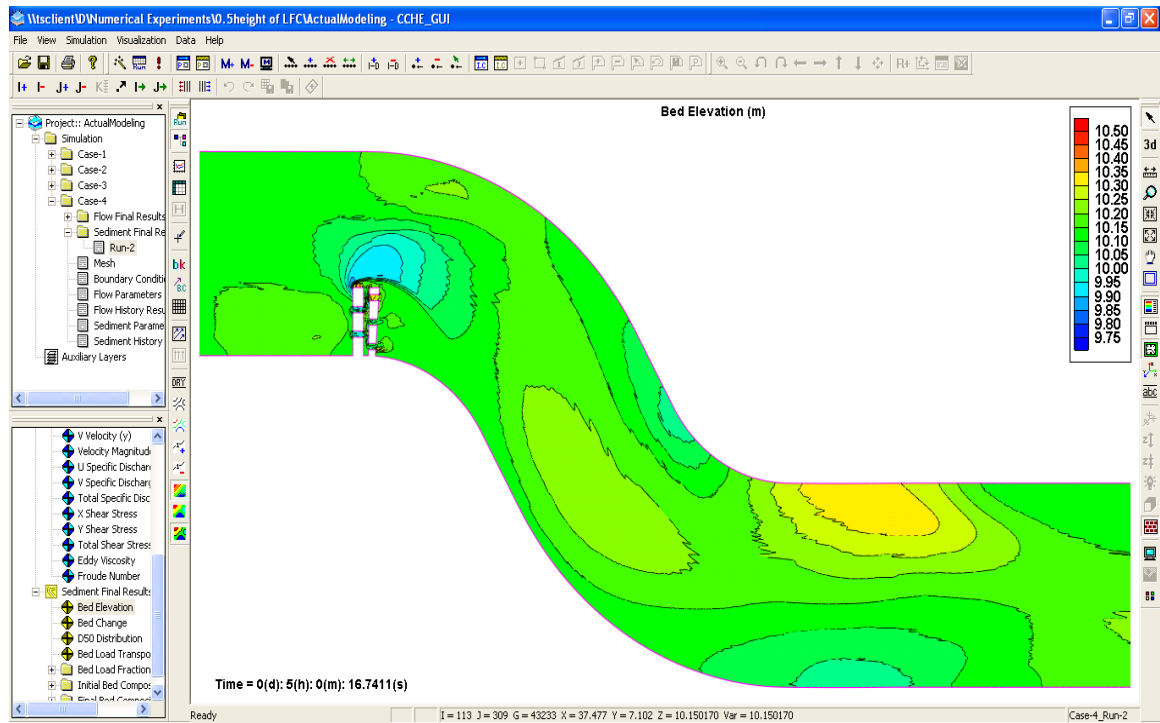 \\tsclient\D\Numerical Experiments\0.5height of LFC\ActualModeling - CCHE_GUI
File View Simulation Visualization Data Help
Project:: ActualModeling
Simulation
Case-1
Case-2
Case-3
Case-4
Flow Final Results
Sediment Final Re
Run-2
Mesh
Boundary Conditi
Flow Parameters
Flow History Resu
Sediment Parame
Sediment History
Auxiliary Layers
V Velocity (y)
Velocity Magnitud
U Specific Dischar
V Specific Discharg
Total Specific Disc
X Shear Stress
Y Shear Stress
Total Shear Stress
Eddy Viscosity
Froude Number
Sediment Final Results
Bed Elevation
Bed Change
D50 Distribution
Bed Load Transpo
Bed Load Fraction
Initial Bed Compos
Final Bed Composi
Run
M+ M-
I+ I- J+ J-
R+
bk
BC
DRY
Bed Elevation (m)
10.50
10.45
10.40
10.35
10.30
10.25
10.20
10.15
10.10
10.05
10.00
9.95
9.90
9.85
9.80
9.75
3d
abc
Time = 0(d): 5(h): 0(m): 16.7411(s)
Ready
I = 113 J = 309 G = 43233 X = 37.477 Y = 7.102 Z = 10.150170 Var = 10.150170
Case-4_Run-2